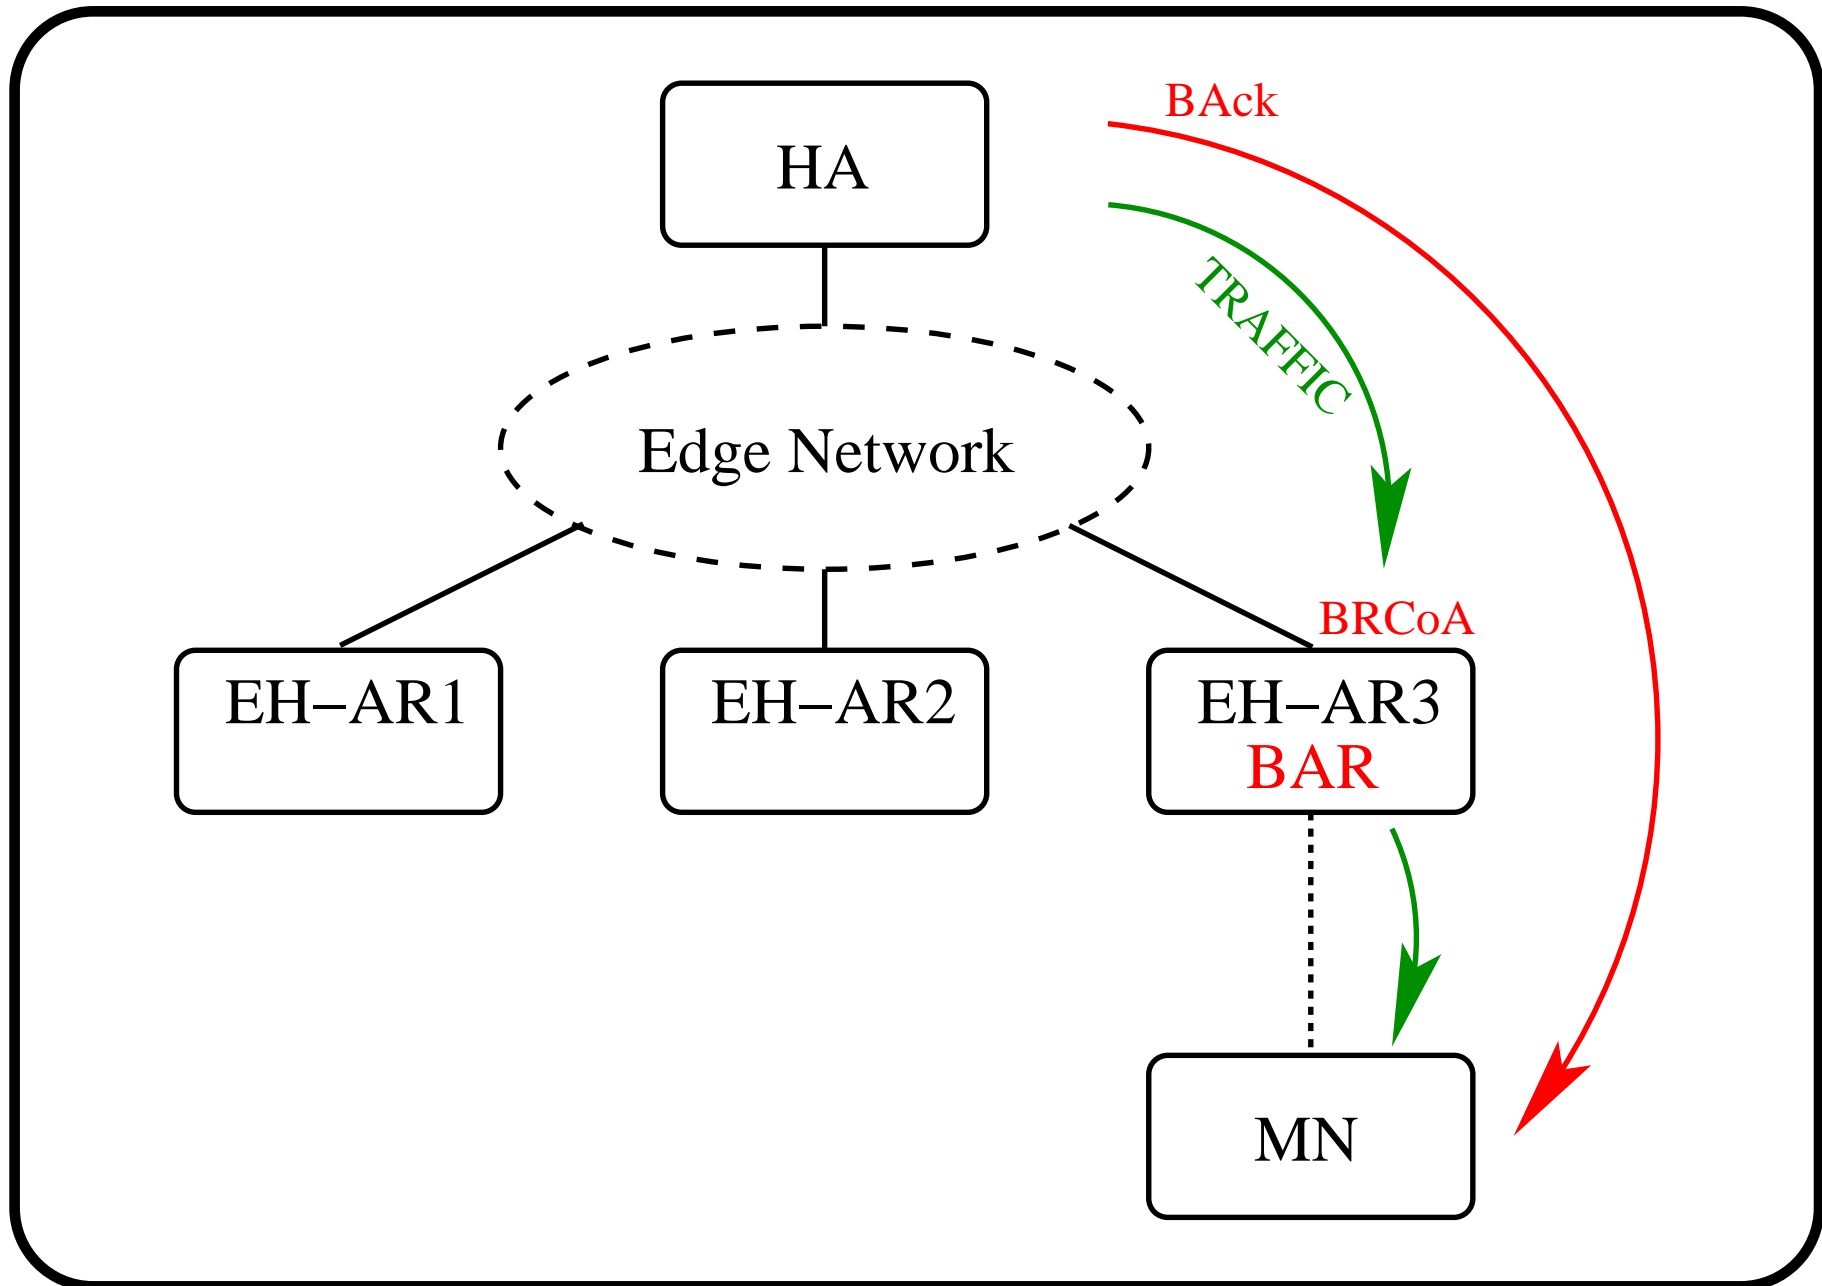 BAck
HA
TRAFFIC
Edge Network
BRCoA
EH−AR1
EH−AR2
EH−AR3
BAR
MN